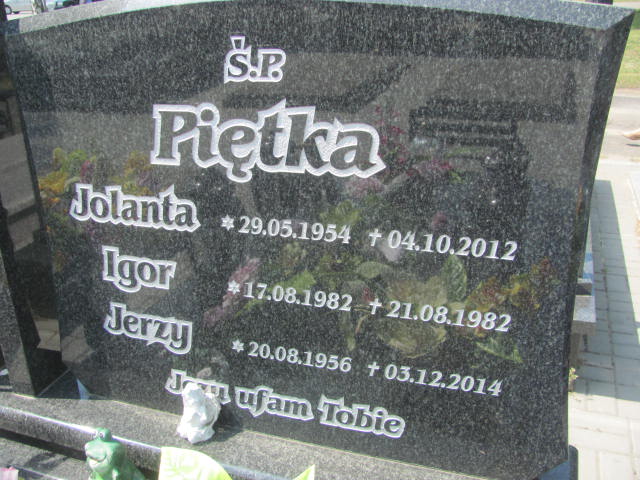 Ś.P.
Piętka
Jolanta * 29.05.1954 † 04.10.2012
Igor * 17.08.1982 † 21.08.1982
Jerzy * 20.08.1956 † 03.12.2014
Jezu ufam Tobie